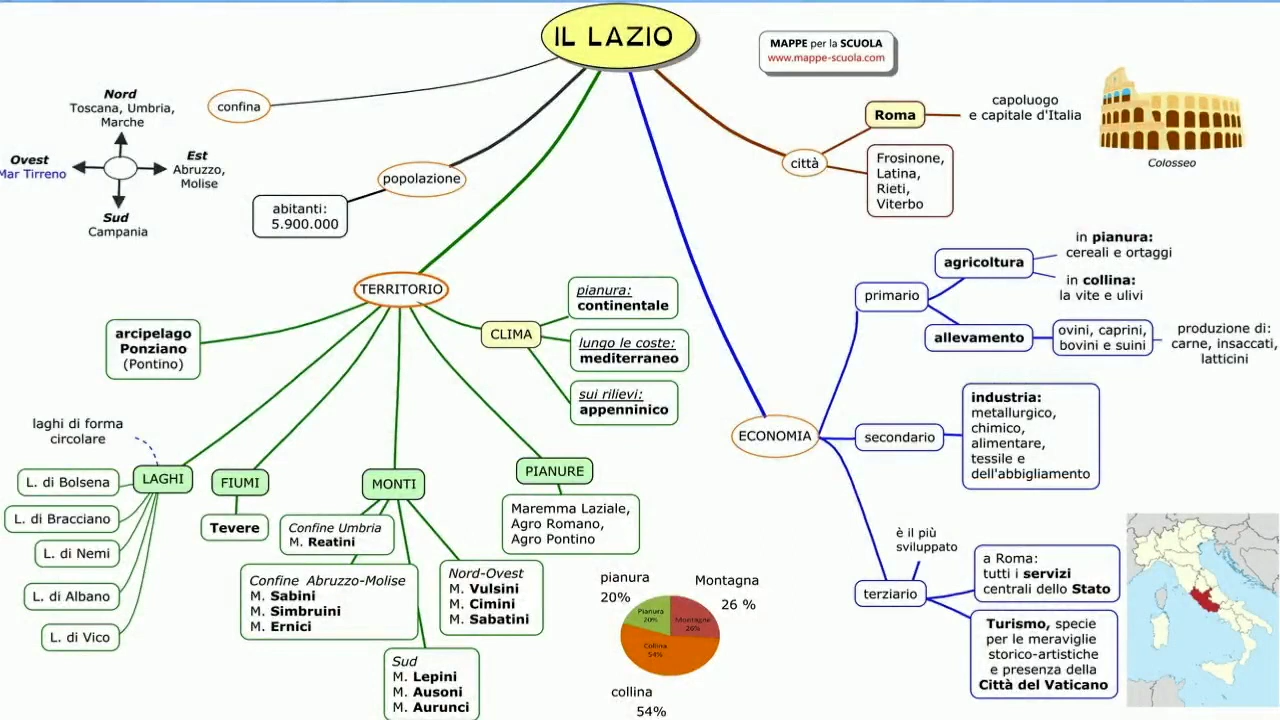 IL LAZIO
MAPPE per la SCUOLA
www.mappe-scuola.com
confina
Nord
Toscana, Umbria,
Marche
Ovest
Mar Tirreno
Est
Abruzzo,
Molise
Sud
Campania
popolazione
abitanti:
5.900.000
città
Roma
capoluogo
e capitale d'Italia
Frosinone,
Latina,
Rieti,
Viterbo
Colosseo
TERRITORIO
arcipelago
Ponziano
(Pontino)
CLIMA
pianura:
continentale
lungo le coste:
mediterraneo
sui rilievi:
appenninico
laghi di forma
circolare
LAGHI
L. di Bolsena
L. di Bracciano
L. di Nemi
L. di Albano
L. di Vico
FIUMI
Tevere
MONTI
Confine Umbria
M. Reatini
Confine Abruzzo-Molise
M. Sabini
M. Simbruini
M. Ernici
Nord-Ovest
M. Vulsini
M. Cimini
M. Sabatini
Sud
M. Lepini
M. Ausoni
M. Aurunci
PIANURE
Maremma Laziale,
Agro Romano,
Agro Pontino
pianura
20%
Montagna
26 %
Pianura
20%
Montagna
26%
Collina
54%
collina
54%
ECONOMIA
primario
agricoltura
in pianura:
cereali e ortaggi
in collina:
la vite e ulivi
allevamento
ovini, caprini,
bovini e suini
produzione di:
carne, insaccati,
latticini
secondario
industria:
metallurgico,
chimico,
alimentare,
tessile e
dell'abbigliamento
terziario
è il più
sviluppato
a Roma:
tutti i servizi
centrali dello Stato
Turismo, specie
per le meraviglie
storico-artistiche
e presenza della
Città del Vaticano